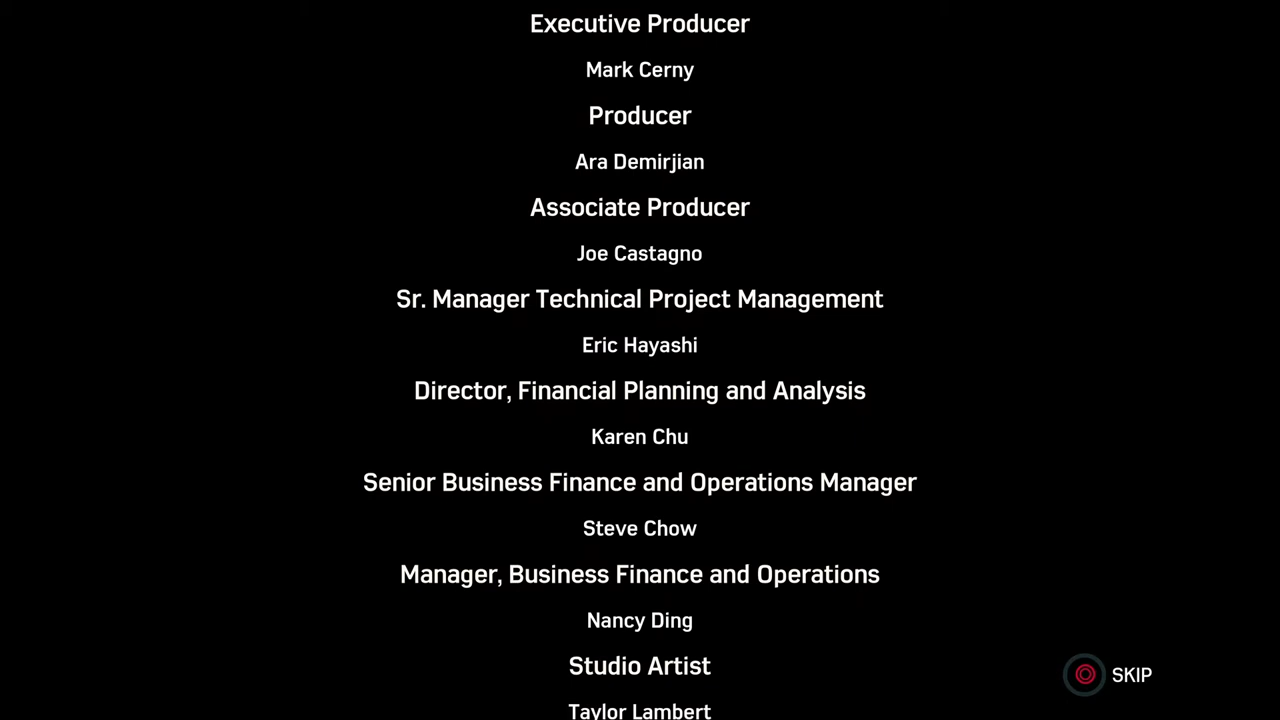 Executive Producer
Mark Cerny
Producer
Ara Demirjian
Associate Producer
Joe Castagno
Sr. Manager Technical Project Management
Eric Hayashi
Director, Financial Planning and Analysis
Karen Chu
Senior Business Finance and Operations Manager
Steve Chow
Manager, Business Finance and Operations
Nancy Ding
Studio Artist
SKIP
Taylor Lambert